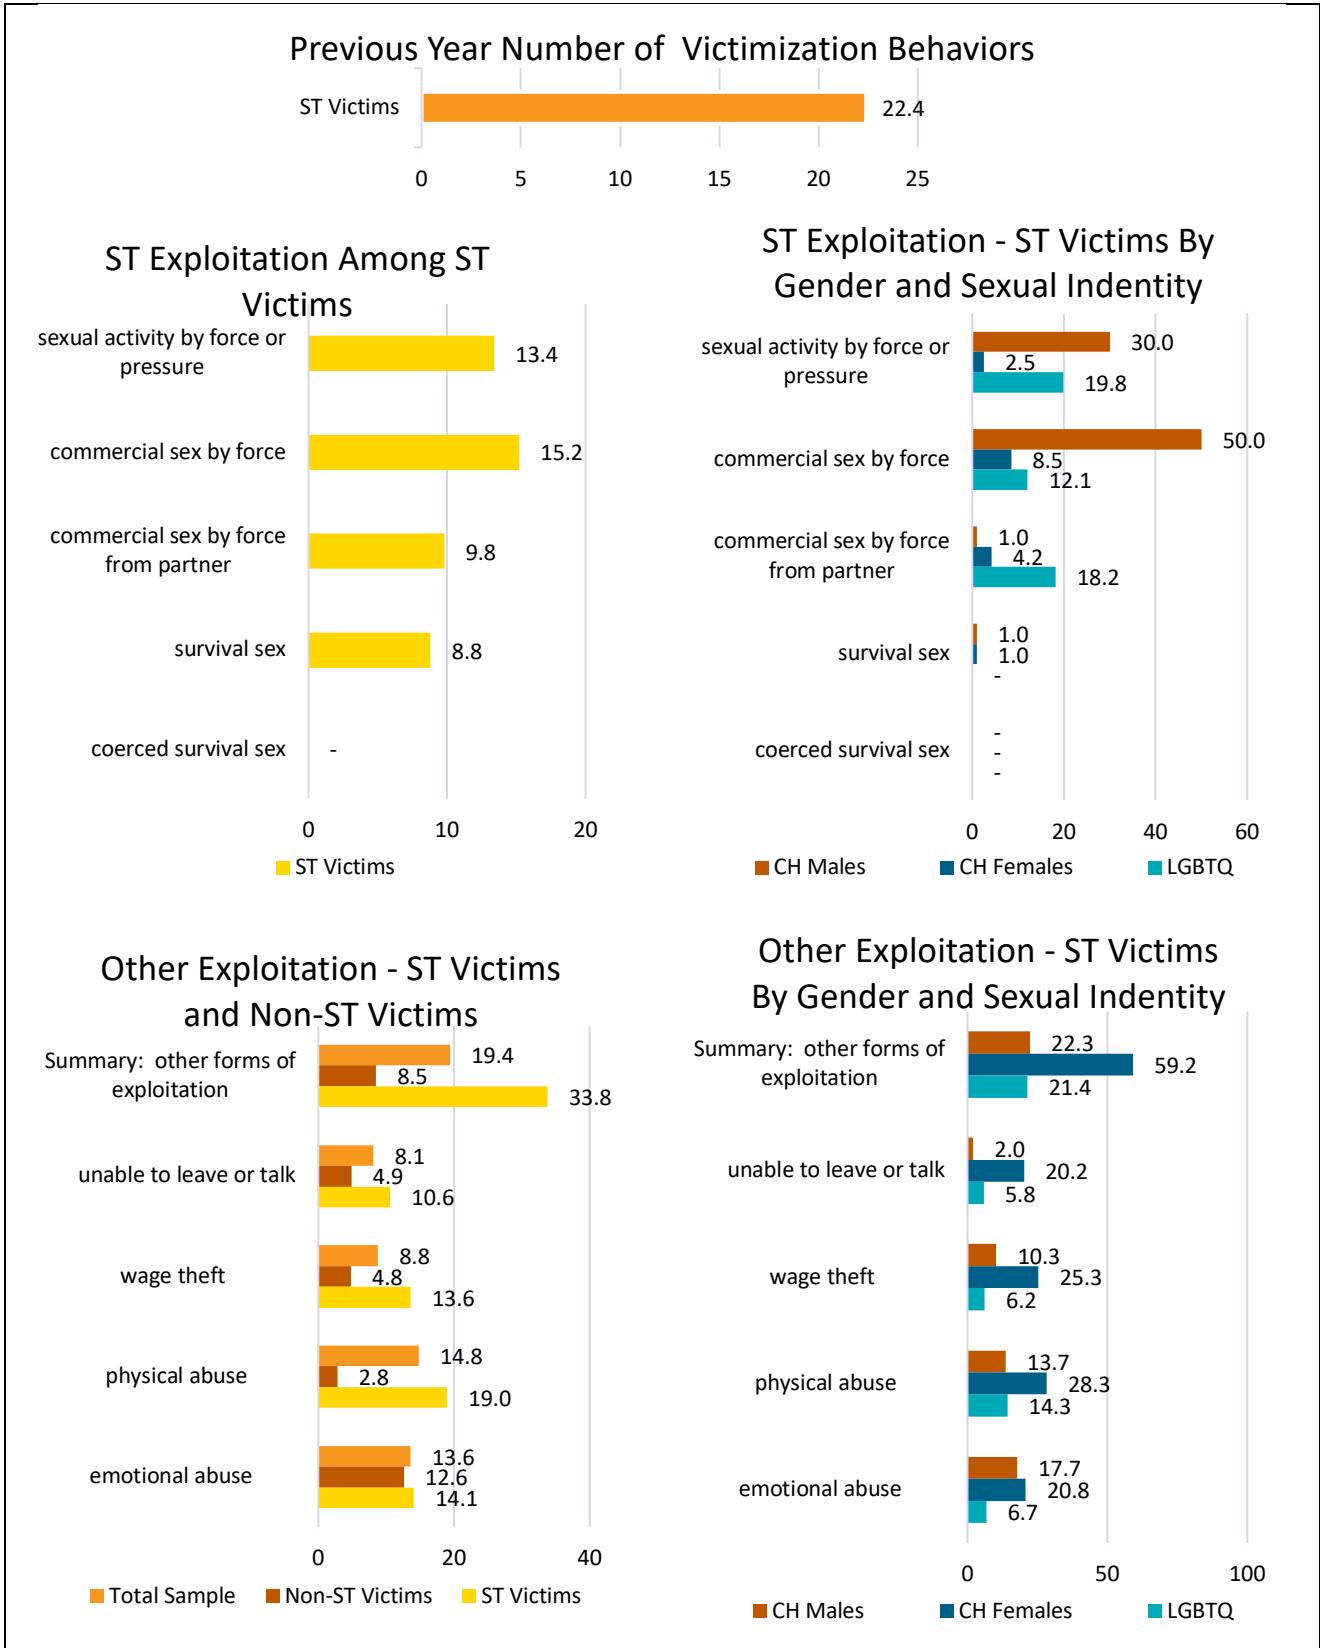 Previous Year Number of  Victimization Behaviors
ST Victims
22.4
0 5 10 15 20 25
ST Exploitation Among ST
Victims
sexual activity by force or
pressure
13.4
commercial sex by force
15.2
commercial sex by force
from partner
9.8
survival sex
8.8
coerced survival sex
-
0 10 20
ST Victims
ST Exploitation - ST Victims By
Gender and Sexual Indentity
sexual activity by force or
pressure
30.0
2.5
19.8
commercial sex by force
50.0
8.5
12.1
commercial sex by force
from partner
1.0
4.2
18.2
survival sex
1.0
1.0
-
coerced survival sex
-
-
-
0 20 40 60
CH Males CH Females LGBTQ
Other Exploitation - ST Victims
and Non-ST Victims
Summary:  other forms of
exploitation
19.4
8.5
33.8
unable to leave or talk
8.1
4.9
10.6
wage theft
8.8
4.8
13.6
physical abuse
14.8
2.8
19.0
emotional abuse
13.6
12.6
14.1
0 20 40
Total Sample Non-ST Victims ST Victims
Other Exploitation - ST Victims
By Gender and Sexual Indentity
Summary:  other forms of
exploitation
22.3
59.2
21.4
unable to leave or talk
2.0
20.2
5.8
wage theft
10.3
25.3
6.2
physical abuse
13.7
28.3
14.3
emotional abuse
17.7
20.8
6.7
0 50 100
CH Males CH Females LGBTQ